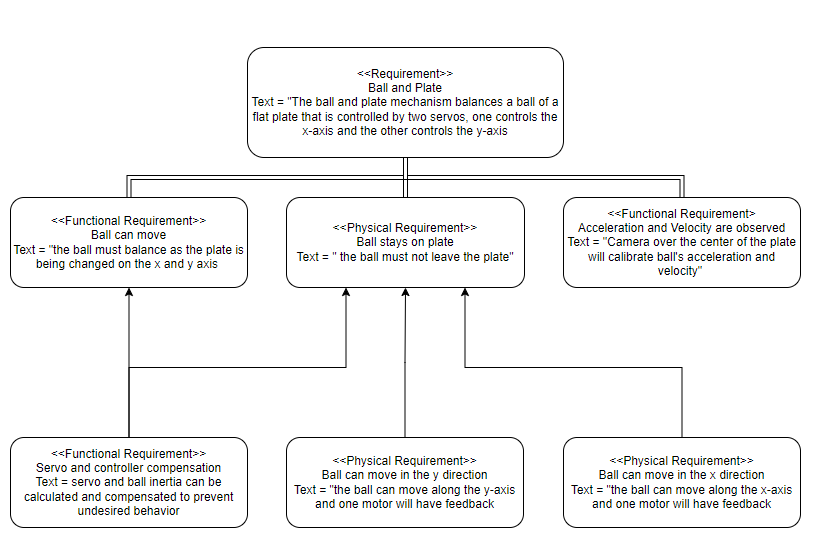 <<Requirement>>
Ball and Plate
Text = "The ball and plate mechanism balances a ball of a
flat plate that is controlled by two servos, one controls the
x-axis and the other controls the y-axis
<<Functional Requirement>>
Ball can move
Text = "the ball must balance as the plate is
being changed on the x and y axis
<<Physical Requirement>>
Ball stays on plate
Text = " the ball must not leave the plate"
<<Functional Requirement>
Acceleration and Velocity are observed
Text = "Camera over the center of the plate
will calibrate ball's acceleration and
velocity"
<<Functional Requirement>>
Servo and controller compensation
Text = servo and ball inertia can be
calculated and compensated to prevent
undesired behavior
<<Physical Requirement>>
Ball can move in the y direction
Text = "the ball can move along the y-axis
and one motor will have feedback
<<Physical Requirement>>
Ball can move in the x direction
Text = "the ball can move along the x-axis
and one motor will have feedback